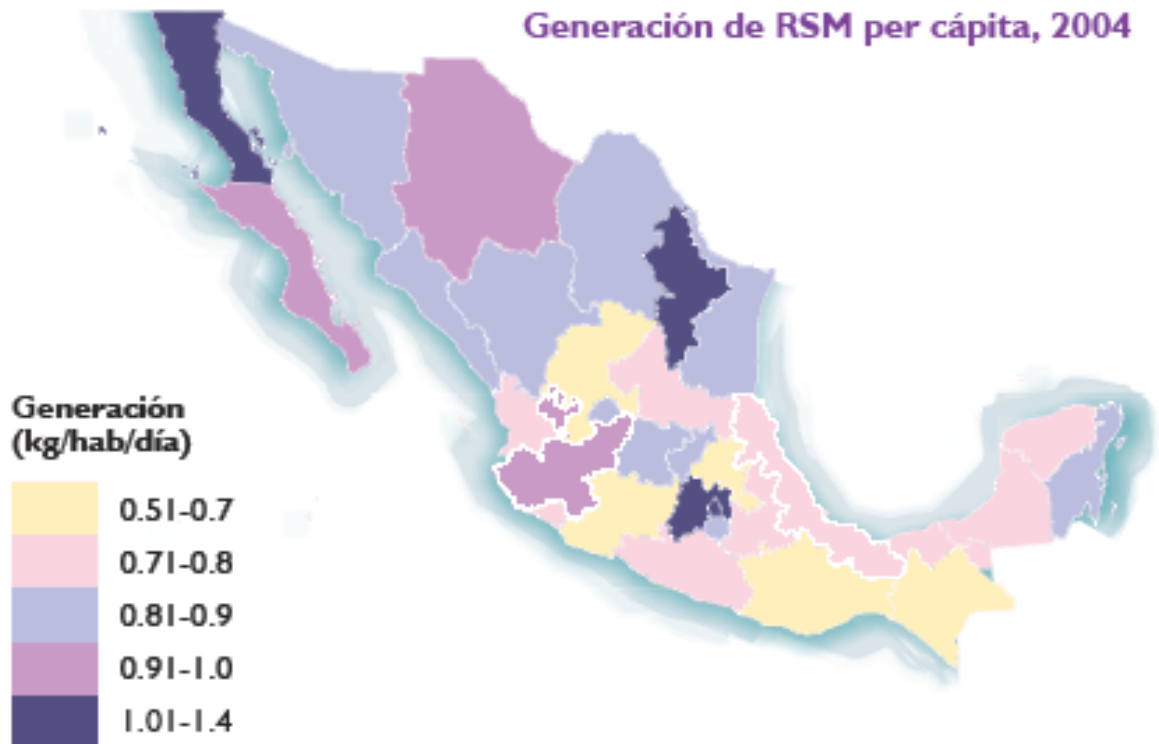 Generación de RSM per cápita, 2004
Generación
(kg/hab/día)
0.51-0.7
0.71-0.8
0.81-0.9
0.91-1.0
1.01-1.4